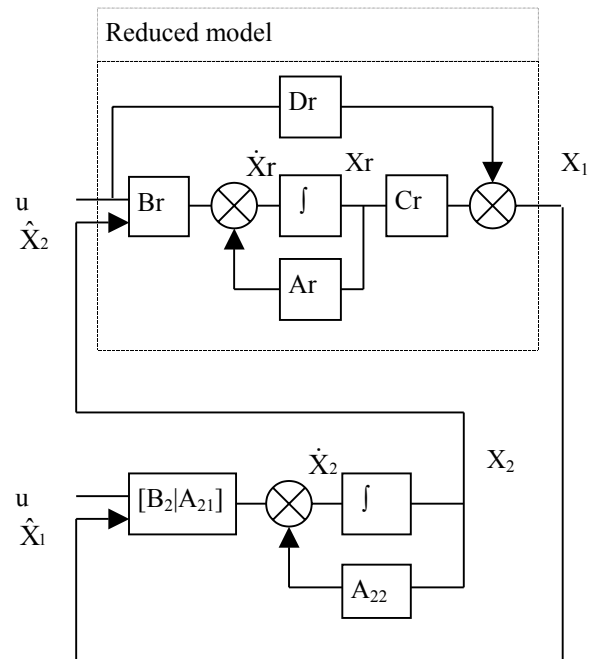 Reduced model
Dr
Ẋr
Xr
X₁
u
Br
∫
Cr
X̂₂
Ar
Ẋ₂
X₂
u
[B₂|A₂₁]
∫
X̂₁
A₂₂